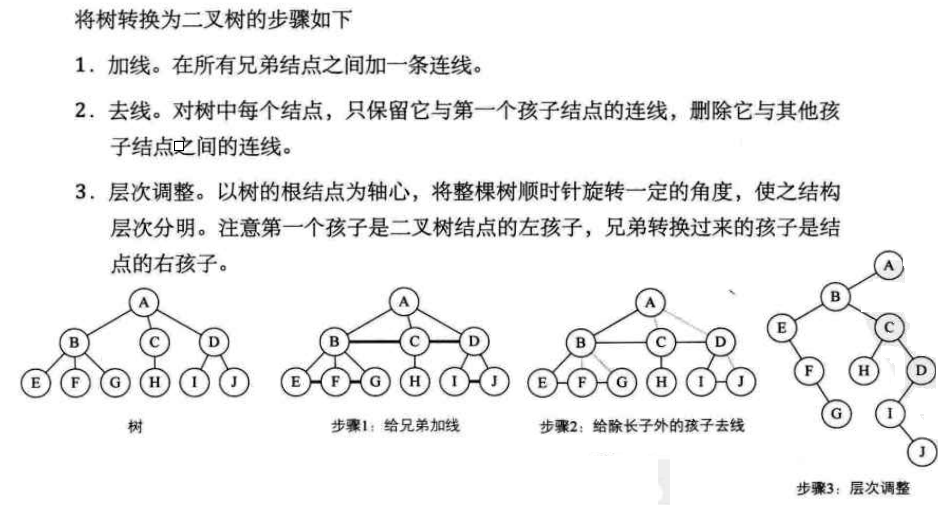 将树转换为二叉树的步骤如下
1. 加线。在所有兄弟结点之间加一条连线。
2. 去线。对树中每个结点，只保留它与第一个孩子结点的连线，删除它与其他孩
子结点之间的连线。
3. 层次调整。以树的根结点为轴心，将整棵树顺时针旋转一定的角度，使之结构
层次分明。注意第一个孩子是二叉树结点的左孩子，兄弟转换过来的孩子是结
点的右孩子。
A
B C D
E F G H I J
树
A
B C D
E F G H I J
步骤1：给兄弟加线
A
B C D
E F G H I J
步骤2：给除长子外的孩子去线
A
B
E C
F H D
G I
J
步骤3：层次调整